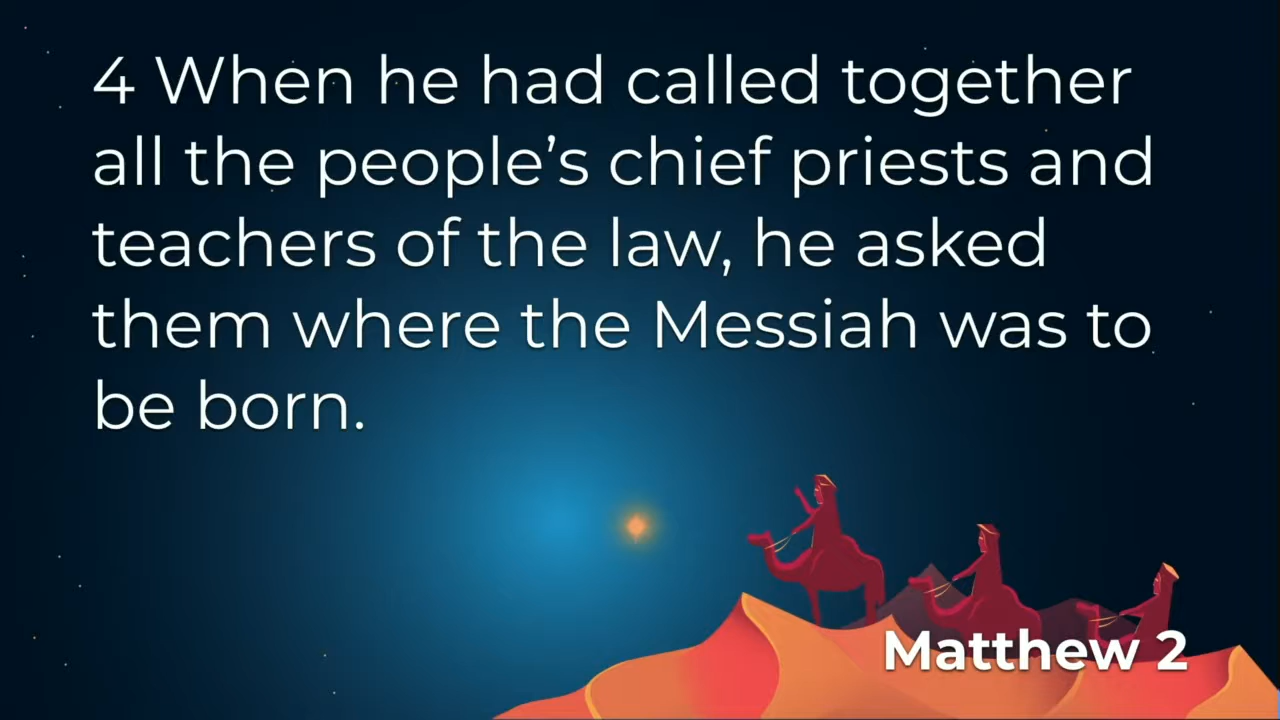 4 When he had called together
all the people’s chief priests and
teachers of the law, he asked
them where the Messiah was to
be born.
Matthew 2